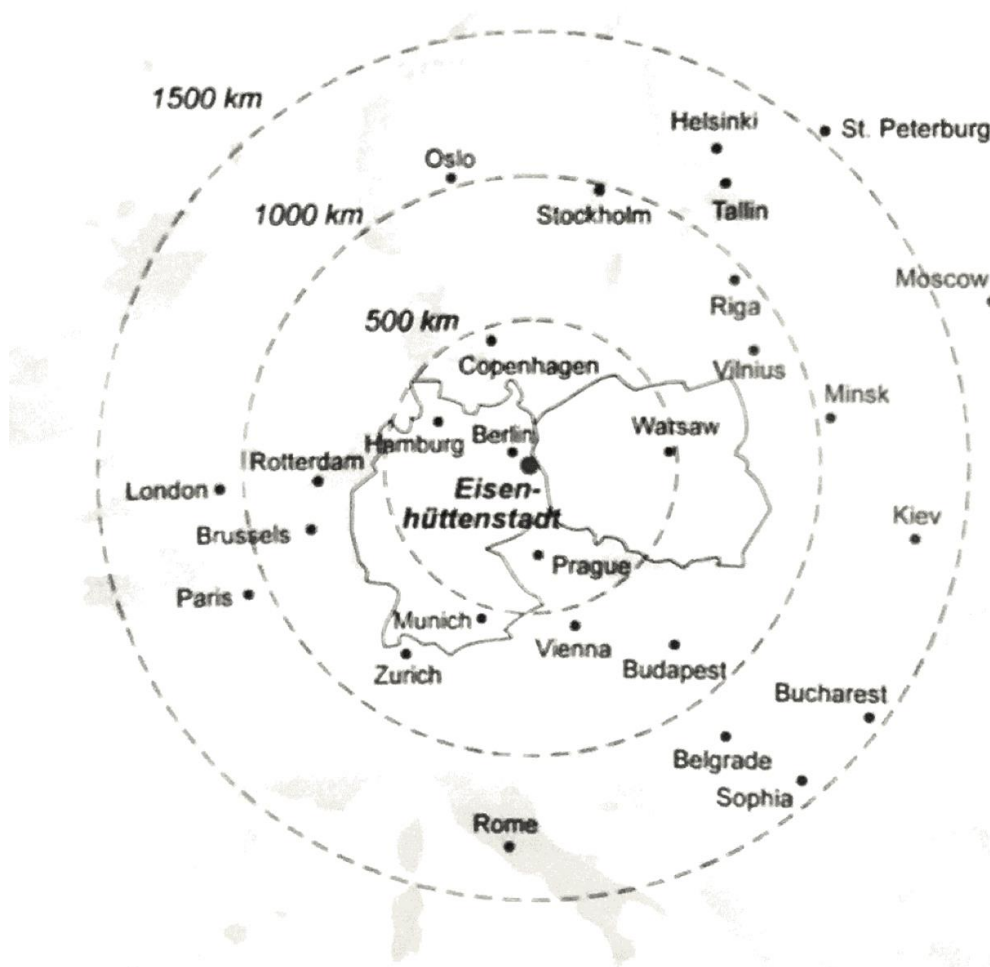 1500 km
Helsinki
St. Peterburg
Oslo
1000 km
Stockholm
Tallin
Moscow
Riga
500 km
Copenhagen
Vilnius
Minsk
Hamburg
Berlin
Warsaw
Rotterdam
London
Eisen-
hüttenstadt
Brussels
Kiev
Prague
Paris
Munich
Vienna
Zurich
Budapest
Bucharest
Belgrade
Sophia
Rome